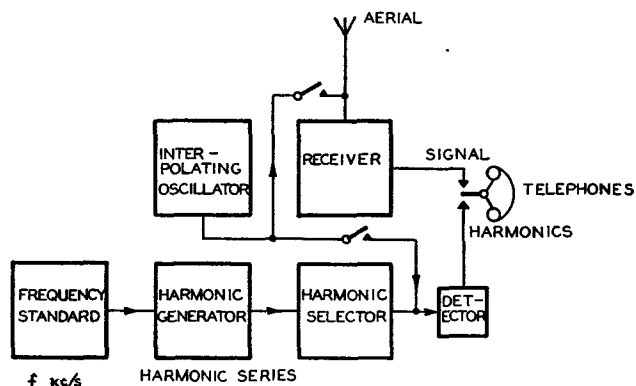 AERIAL
INTER-
POLATING
OSCILLATOR
RECEIVER
SIGNAL
TELEPHONES
HARMONICS
FREQUENCY
STANDARD
HARMONIC
GENERATOR
HARMONIC
SELECTOR
DET-
ECTOR
f kc/s
HARMONIC SERIES